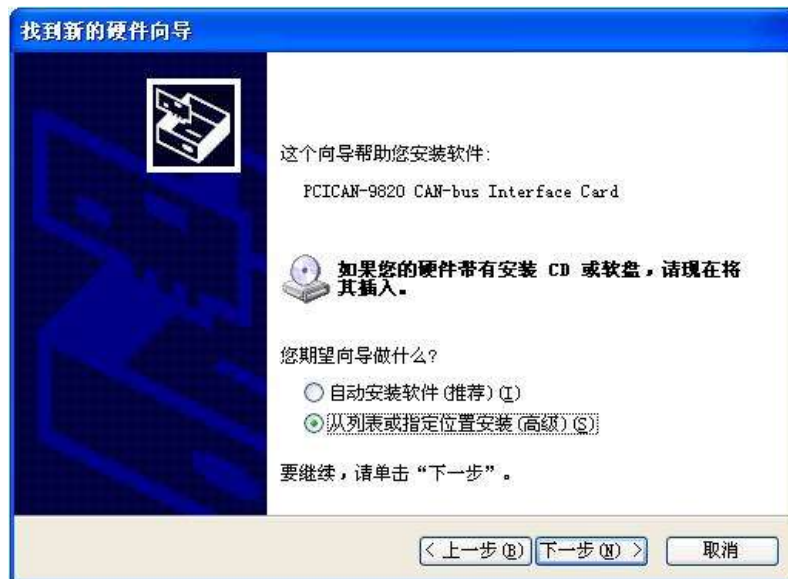 找到新的硬件向导
这个向导帮助您安装软件:
PCICAN-9820 CAN-bus Interface Card
如果您的硬件带有安装 CD 或软盘，请现在将
其插入。
您期望向导做什么?
自动安装软件(推荐)(I)
从列表或指定位置安装(高级)(S)
要继续，请单击“下一步”。
< 上一步(B) 下一步(N) > 取消